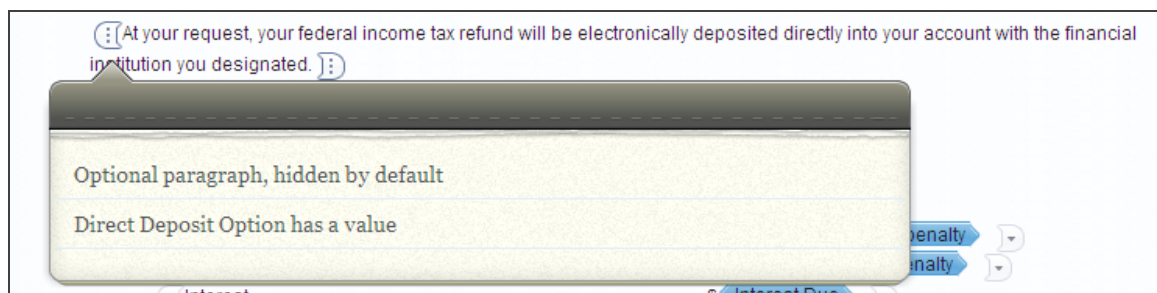 At your request, your federal income tax refund will be electronically deposited directly into your account with the financial
institution you designated.
Optional paragraph, hidden by default
Direct Deposit Option has a value
penalty
enalty
Interest Due